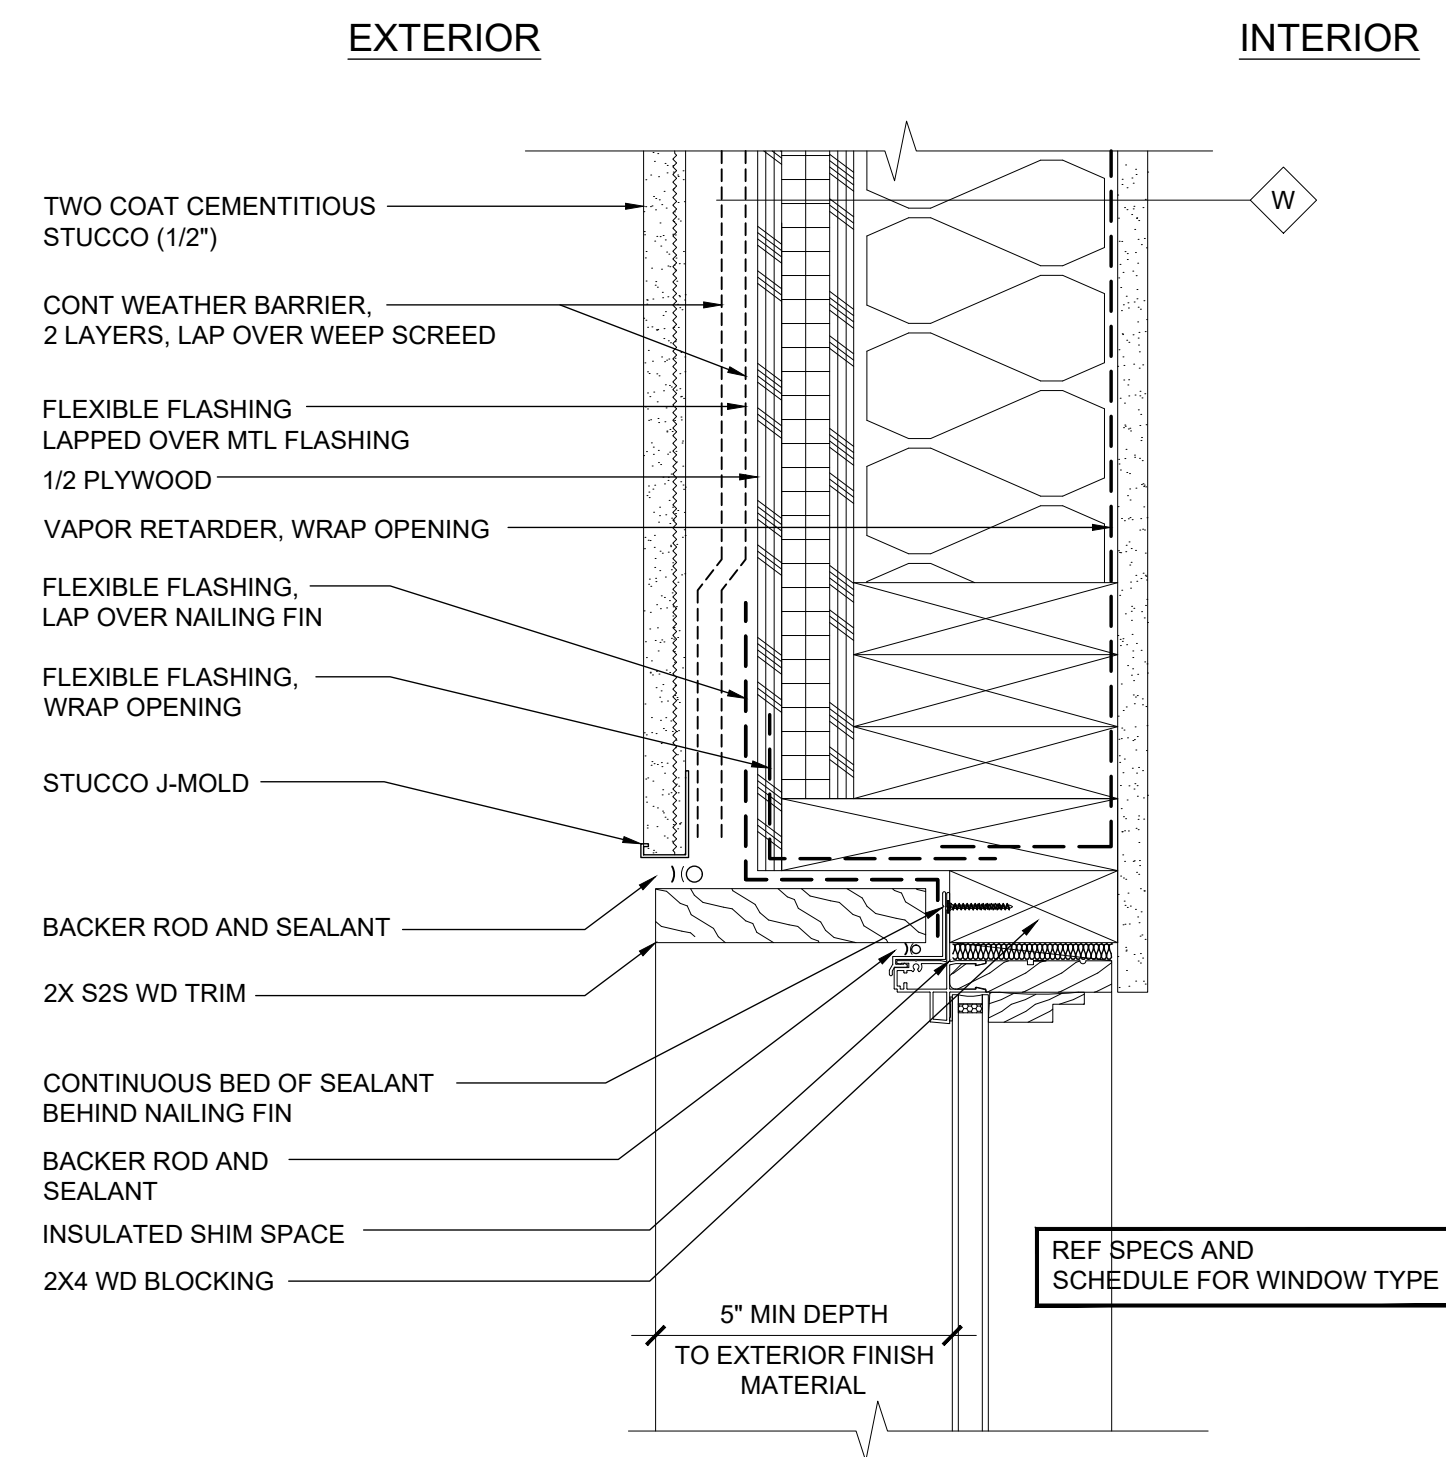 EXTERIOR
INTERIOR
W
TWO COAT CEMENTITIOUS
STUCCO (1/2")
CONT WEATHER BARRIER,
2 LAYERS, LAP OVER WEEP SCREED
FLEXIBLE FLASHING
LAPPED OVER MTL FLASHING
1/2 PLYWOOD
VAPOR RETARDER, WRAP OPENING
FLEXIBLE FLASHING,
LAP OVER NAILING FIN
FLEXIBLE FLASHING,
WRAP OPENING
STUCCO J-MOLD
BACKER ROD AND SEALANT
2X S2S WD TRIM
CONTINUOUS BED OF SEALANT
BEHIND NAILING FIN
BACKER ROD AND
SEALANT
INSULATED SHIM SPACE
2X4 WD BLOCKING
REF SPECS AND
SCHEDULE FOR WINDOW TYPE
5" MIN DEPTH
TO EXTERIOR FINISH
MATERIAL